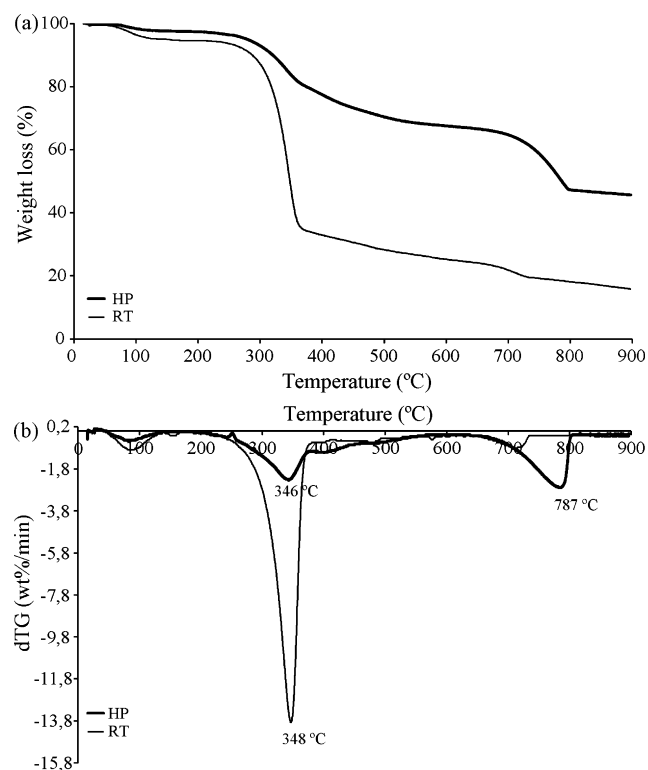 (a)
100
80
60
40
20
0
Weight loss (%)
HP
RT
0 100 200 300 400 500 600 700 800 900
Temperature (ºC)
Temperature (ºC)
(b)
0,2
0 100 200 300 400 500 600 700 800 900
-1,8
-3,8
-5,8
-7,8
-9,8
-11,8
-13,8
-15,8
dTG (wt%/min)
346 ºC
787 ºC
348 ºC
HP
RT